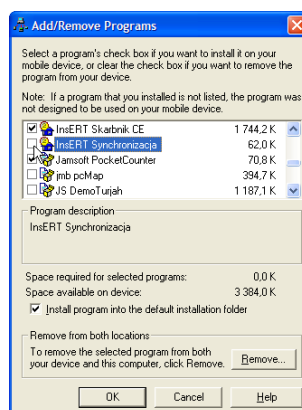 Add/Remove Programs
Select a program's check box if you want to install it on your
mobile device, or clear the check box if you want to remove the
program from your device.
Note: If a program that you installed is not listed, the program was
not designed to be used on your mobile device.
InsERT Skarbnik CE 1 744,2 K
InsERT Synchronizacja 62,0 K
Jamsoft PocketCounter 70,8 K
jmb pcMap 394,7 K
JS DemoTurjah 1 187,1 K
Program description
InsERT Synchronizacja
Space required for selected programs: 0,0 K
Space available on device: 3 384,0 K
Install program into the default installation folder
Remove from both locations
To remove the selected program from both
your device and this computer, click Remove.
Remove...
OK Cancel Help